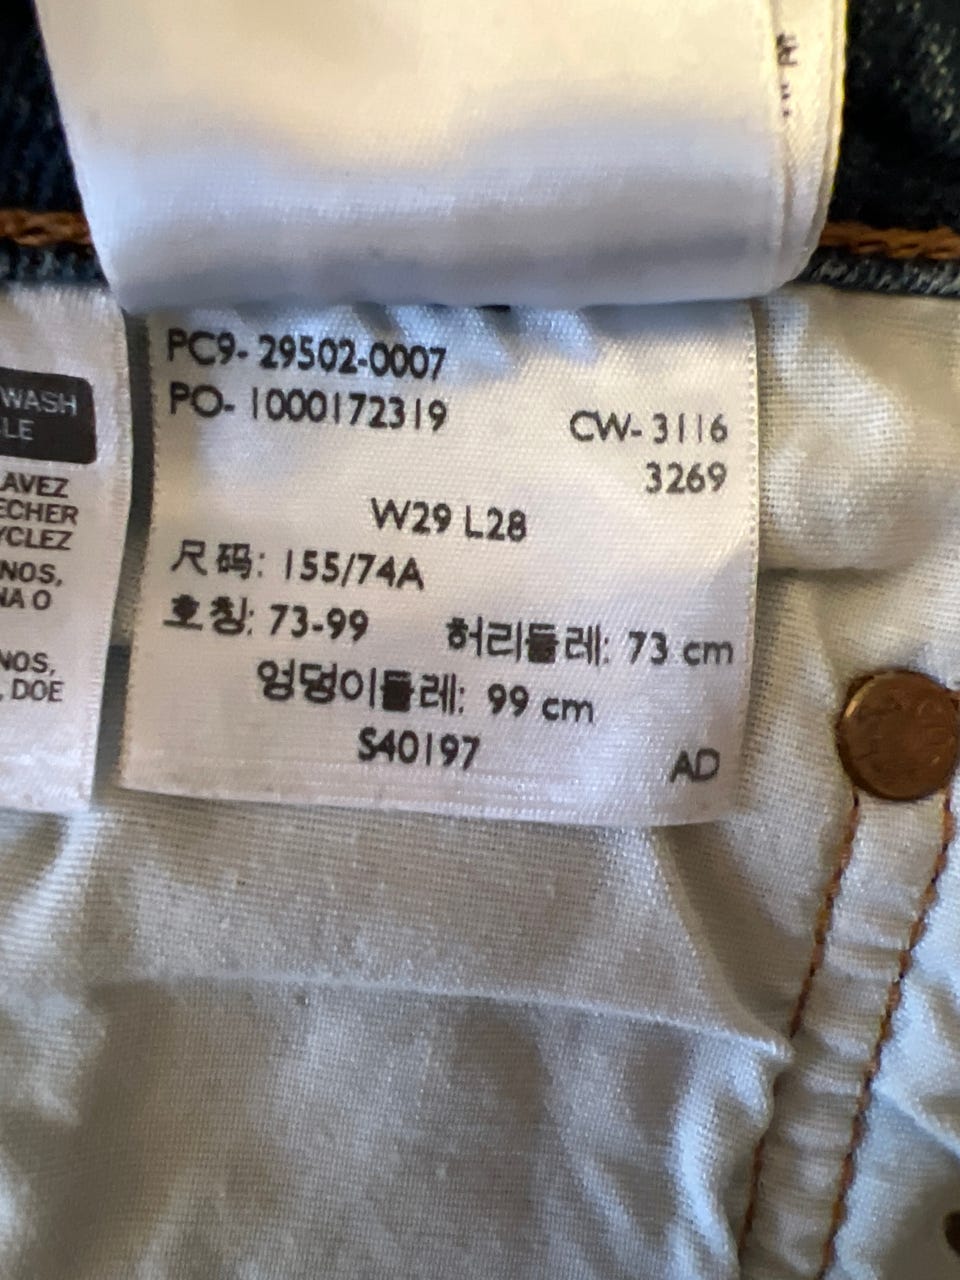 WASH
LE
LAVEZ
ECHER
YCLEZ
NOS,
NA O
NOS,
, DOE
PC9- 29502-0007
PO- 1000172319
CW- 3116
3269
W29 L28
尺码: 155/74A
호칭: 73-99 허리둘레: 73 cm
엉덩이둘레: 99 cm
S40197
AD